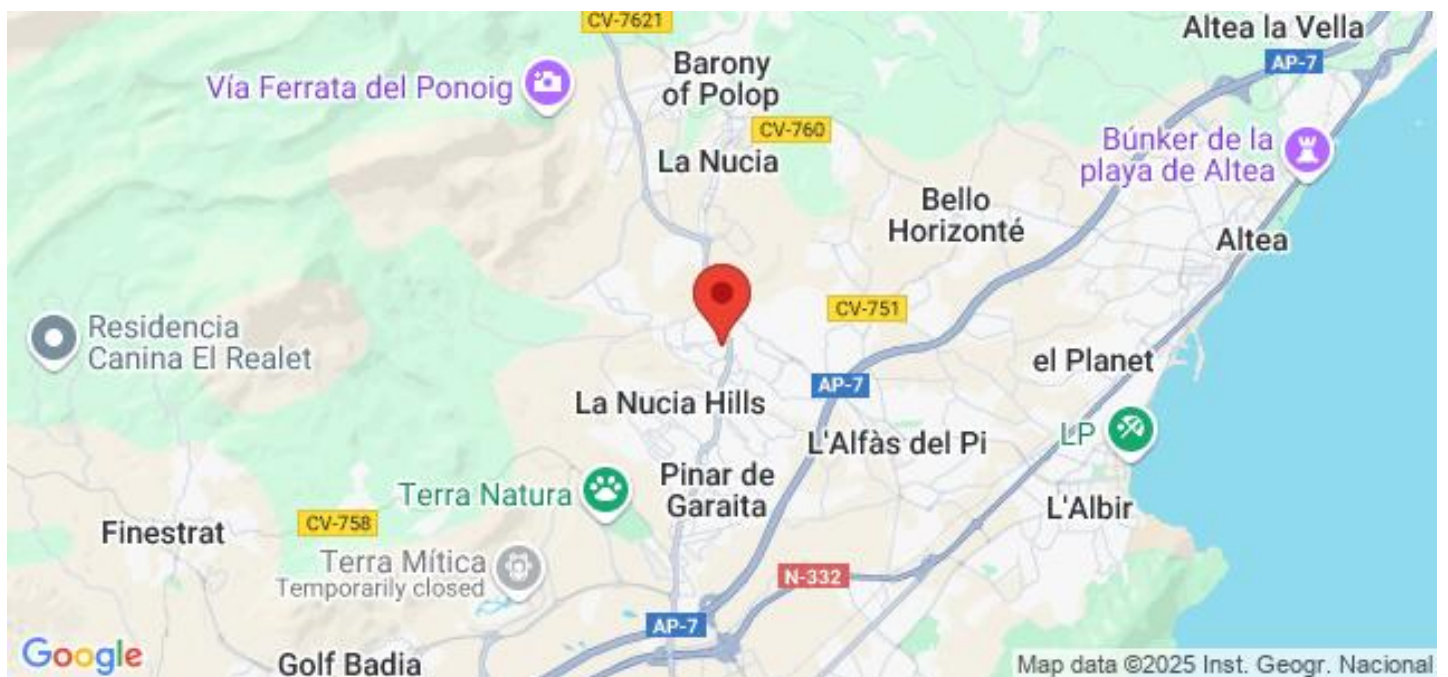 CV-7621
Altea la Vella
AP-7
Barony
of Polop
Vía Ferrata del Ponoig
CV-760
La Nucia
Búnker de la
playa de Altea
Bello
Horizonté
Altea
CV-751
Residencia
Canina El Realet
el Planet
AP-7
La Nucia Hills
L'Alfàs del Pi
LP
Pinar de
Garaita
Terra Natura
L'Albir
CV-758
Finestrat
Terra Mítica
Temporarily closed
N-332
AP-7
Google
Golf Badia
Map data ©2025 Inst. Geogr. Nacional